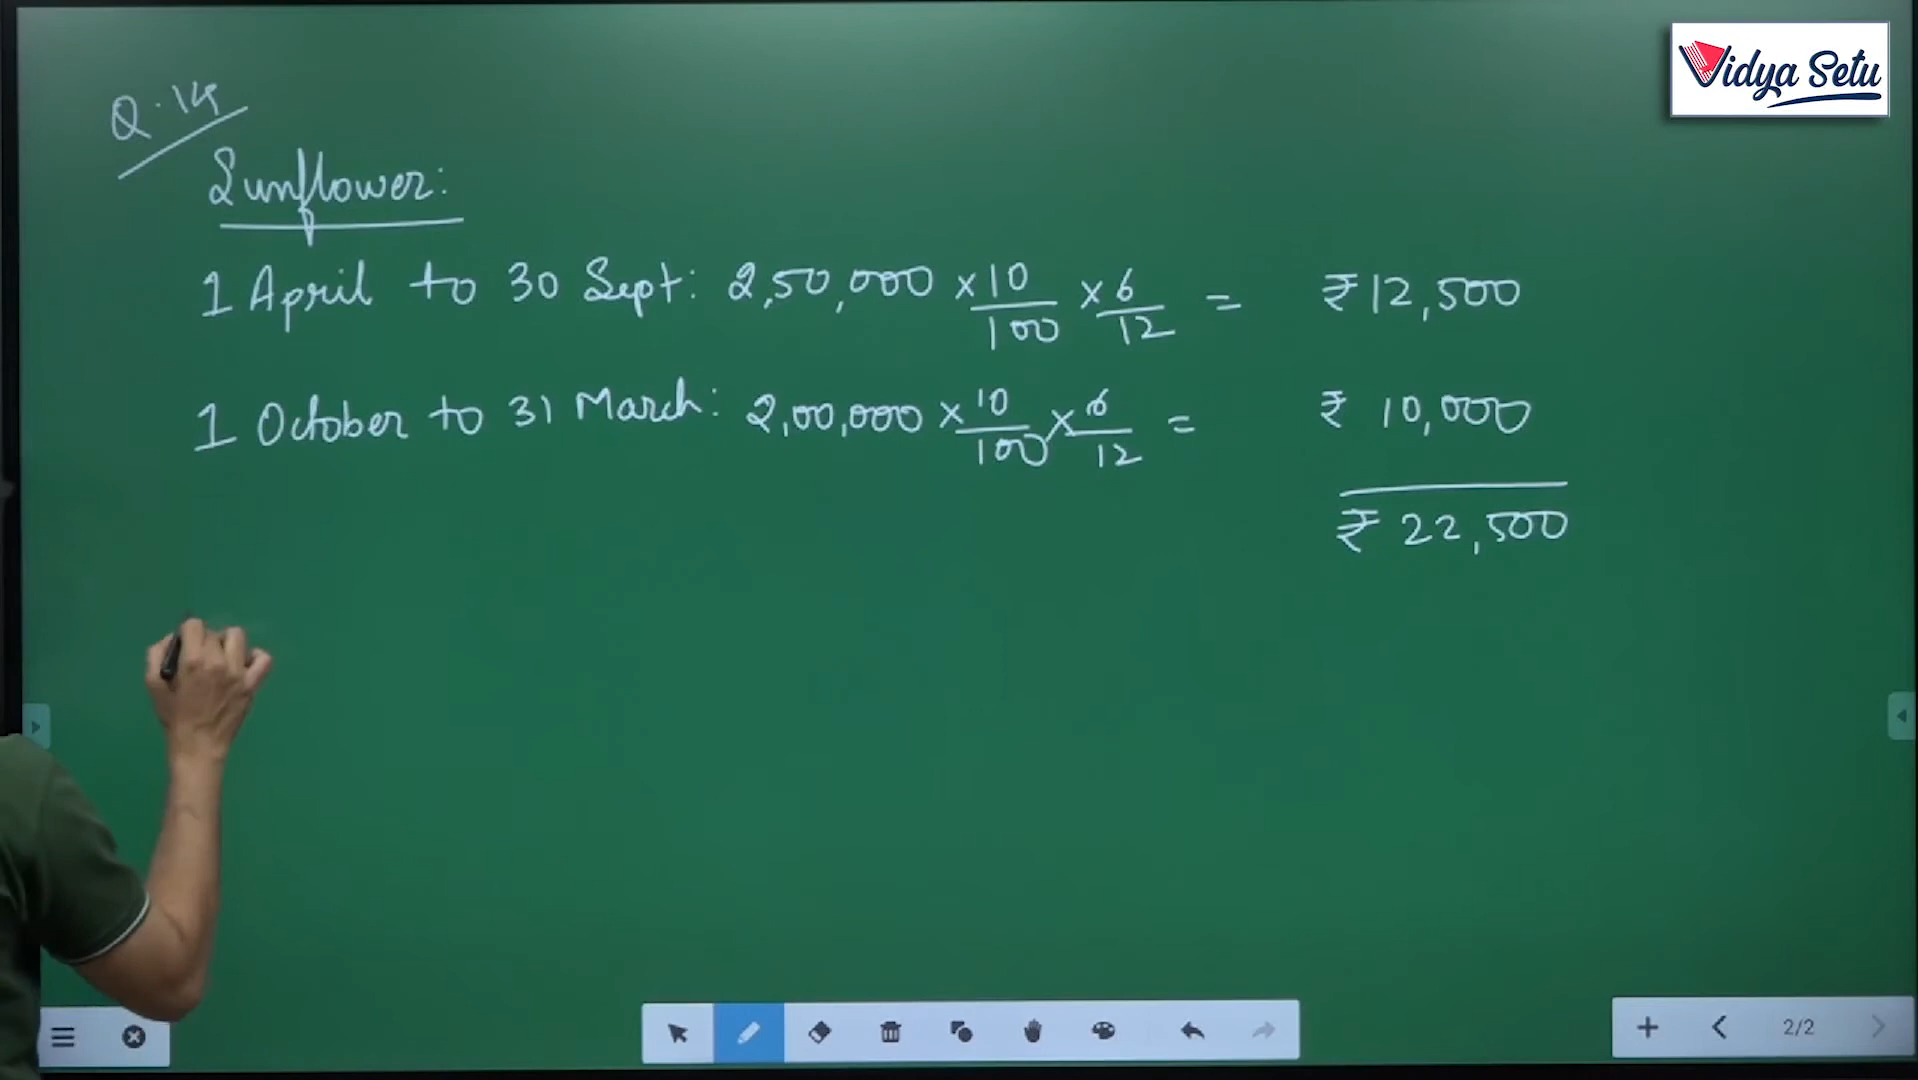 Vidya Setu
Q.14
Sunflower:
1 April to 30 Sept: 2,50,000 × 10/100 × 6/12 = ₹12,500
1 October to 31 March: 2,00,000 × 10/100 × 6/12 = ₹ 10,000
₹ 22,500
2/2